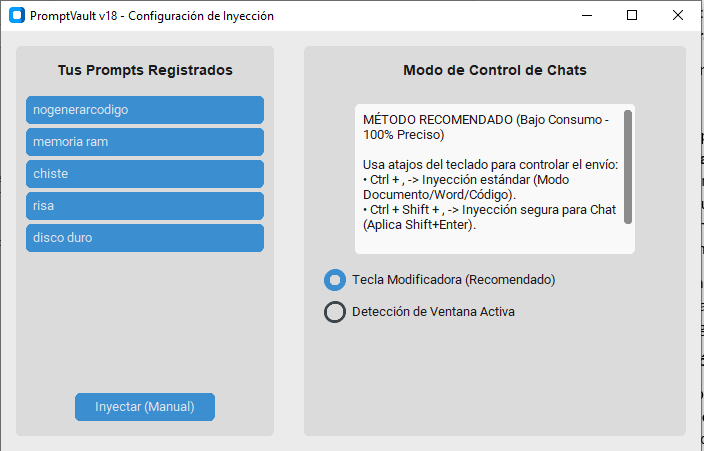 PromptVault v18 - Configuración de Inyección
Tus Prompts Registrados
nogenerarcodigo
memoria ram
chiste
risa
disco duro
Inyectar (Manual)
Modo de Control de Chats
MÉTODO RECOMENDADO (Bajo Consumo -
100% Preciso)
Usa atajos del teclado para controlar el envío:
• Ctrl + , -> Inyección estándar (Modo
Documento/Word/Código).
• Ctrl + Shift + , -> Inyección segura para Chat
(Aplica Shift+Enter).
Tecla Modificadora (Recomendado)
Detección de Ventana Activa